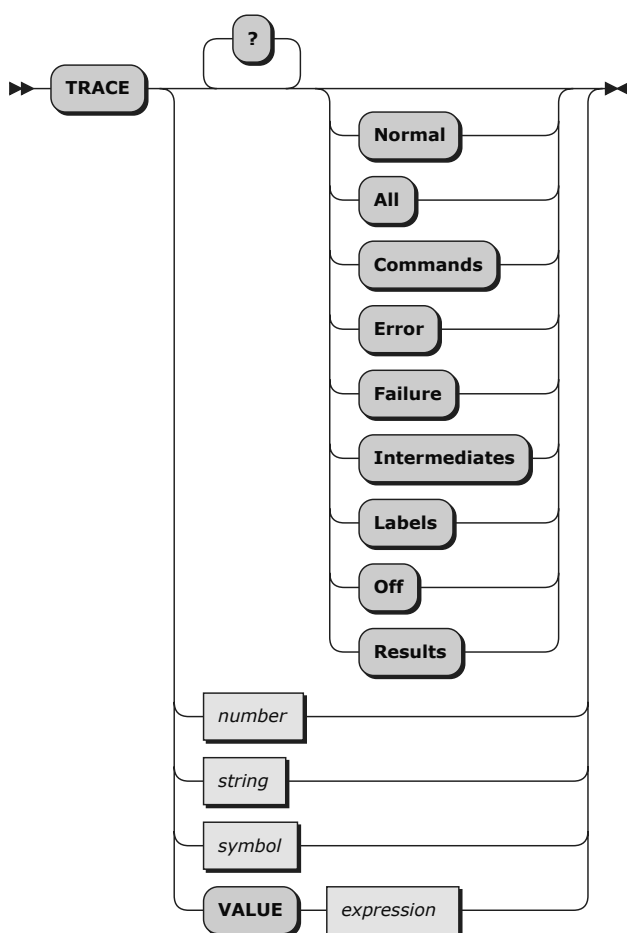 ?
TRACE
Normal
All
Commands
Error
Failure
Intermediates
Labels
Off
Results
number
string
symbol
VALUE expression